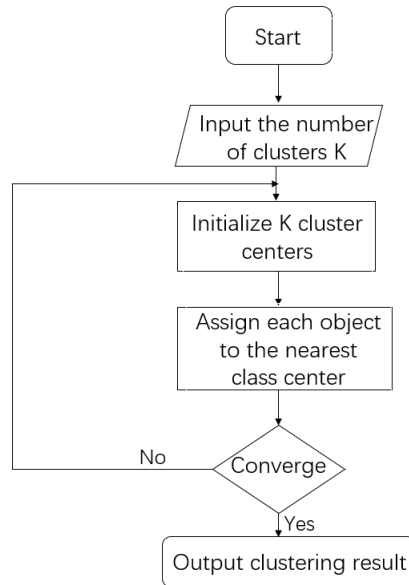 Start
Input the number
of clusters K
Initialize K cluster
centers
Assign each object
to the nearest
class center
No
Converge
Yes
Output clustering result